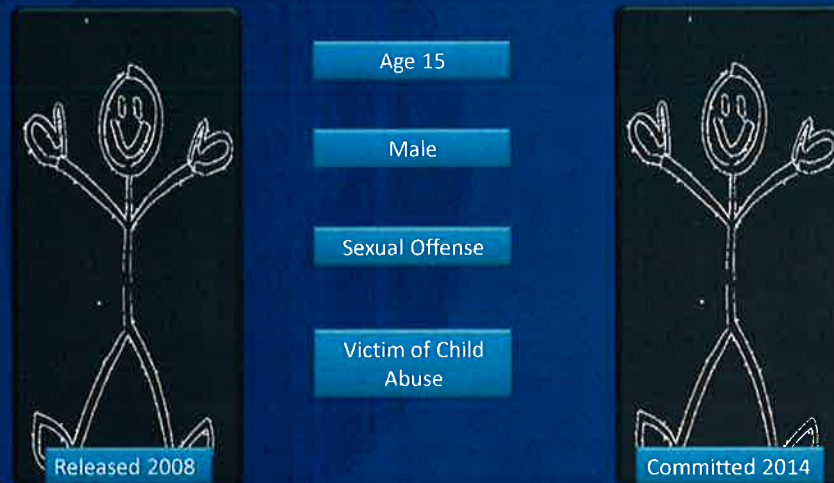 Age 15
Male
Sexual Offense
Victim of Child
Abuse
Released 2008
Committed 2014